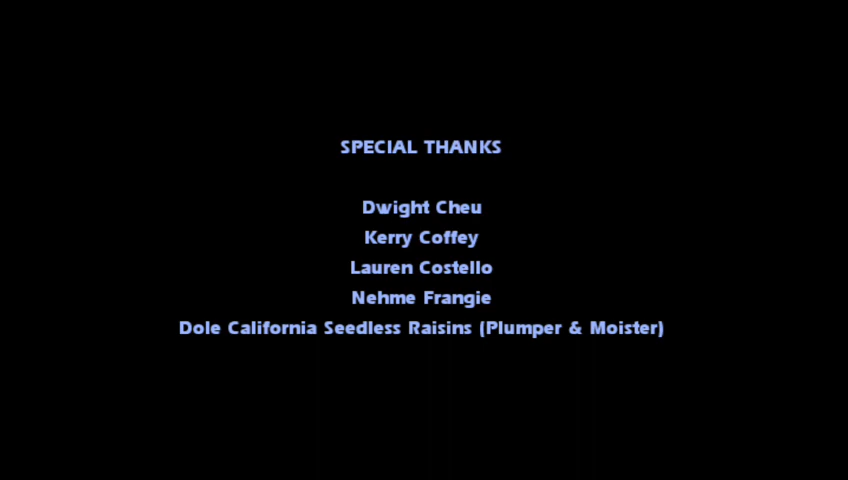 SPECIAL THANKS
Dwight Cheu
Kerry Coffey
Lauren Costello
Nehme Frangie
Dole California Seedless Raisins (Plumper & Moister)